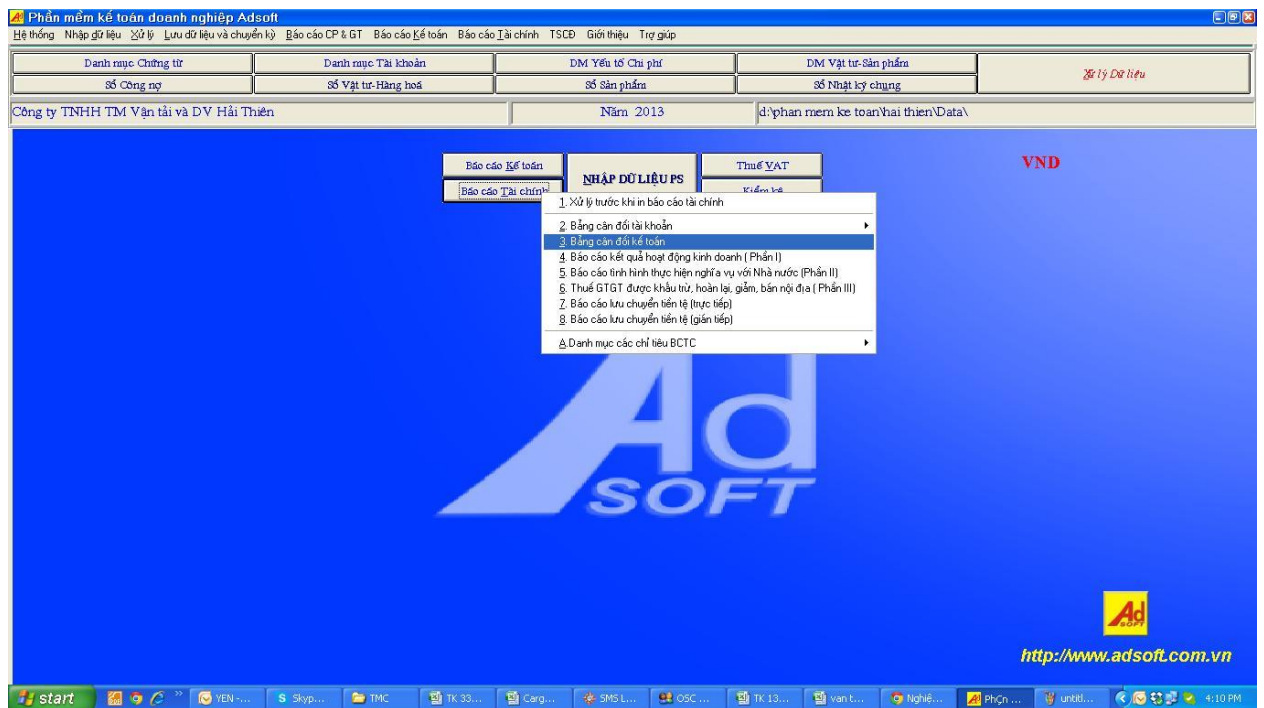 Phần mềm kế toán doanh nghiệp Adsoft
Hệ thống Nhập dữ liệu Xử lý Lưu dữ liệu và chuyển kỳ Báo cáo CP & GT Báo cáo Kế toán Báo cáo Tài chính TSCĐ Giới thiệu Trợ giúp
Danh mục Chứng từ Danh mục Tài khoản DM Yếu tố Chi phí DM Vật tư-Sản phẩm
Xử lý Dữ liệu
Sổ Công nợ Sổ Vật tư-Hàng hoá Sổ Sản phẩm Sổ Nhật ký chung
Công ty TNHH TM Vận tải và DV Hải Thiên Năm 2013 d:\phan mem ke toan\hai thien\Data\
Báo cáo Kế toán NHẬP DỮ LIỆU PS Thuế VAT VND
Báo cáo Tài chính Kiểm kê
1. Xử lý trước khi in báo cáo tài chính
2. Bảng cân đối tài khoản
3. Bảng cân đối kế toán
4. Báo cáo kết quả hoạt động kinh doanh ( Phần I)
5. Báo cáo tình hình thực hiện nghĩa vụ với Nhà nước (Phần II)
6. Thuế GTGT được khấu trừ, hoàn lại, giảm, bán nội địa ( Phần III)
7. Báo cáo lưu chuyển tiền tệ (trực tiếp)
8. Báo cáo lưu chuyển tiền tệ (gián tiếp)
A.Danh mục các chỉ tiêu BCTC
Ad
SOFT
Ad
SOFT
http://www.adsoft.com.vn
start YEN -... Skyp... TMC TK 33... Carg... SMS L... OSC ... TK 13... van t... Nghiê... PhÇn ... untitl... 4:10 PM